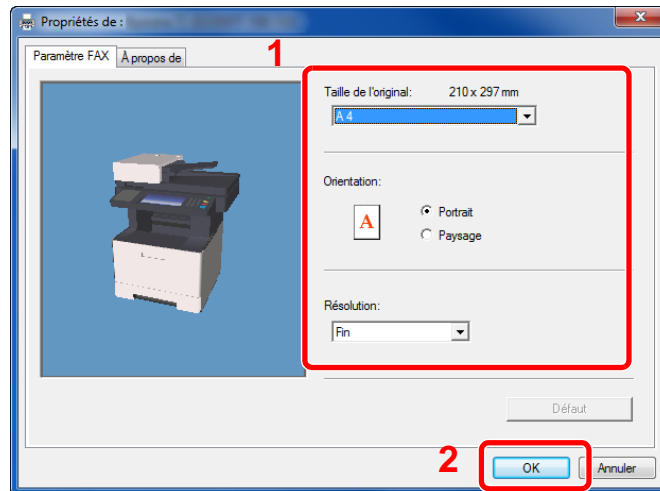 Propriétés de :
Paramètre FAX
À propos de
1
Taille de l'original: 210 x 297 mm
A 4
Orientation:
A
Portrait
Paysage
Résolution:
Fin
Défaut
2
OK
Annuler